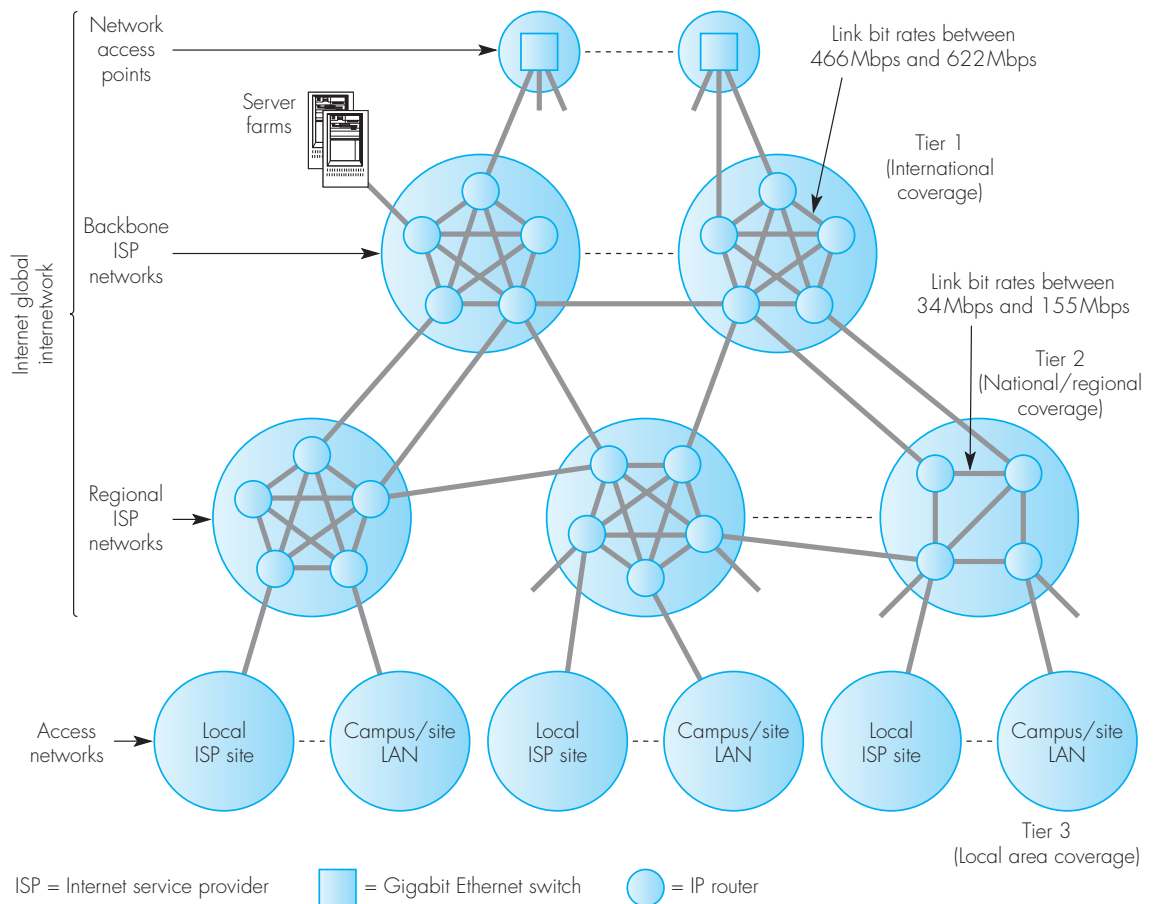 Network
access
points
Link bit rates between
466Mbps and 622Mbps
Server
farms
Tier 1
(International
coverage)
Backbone
ISP
networks
Internet global
internetwork
Link bit rates between
34Mbps and 155Mbps
Tier 2
(National/regional
coverage)
Regional
ISP
networks
Access
networks
Local
ISP site
Campus/site
LAN
Local
ISP site
Campus/site
LAN
Local
ISP site
Campus/site
LAN
Tier 3
(Local area coverage)
ISP = Internet service provider
= Gigabit Ethernet switch
= IP router